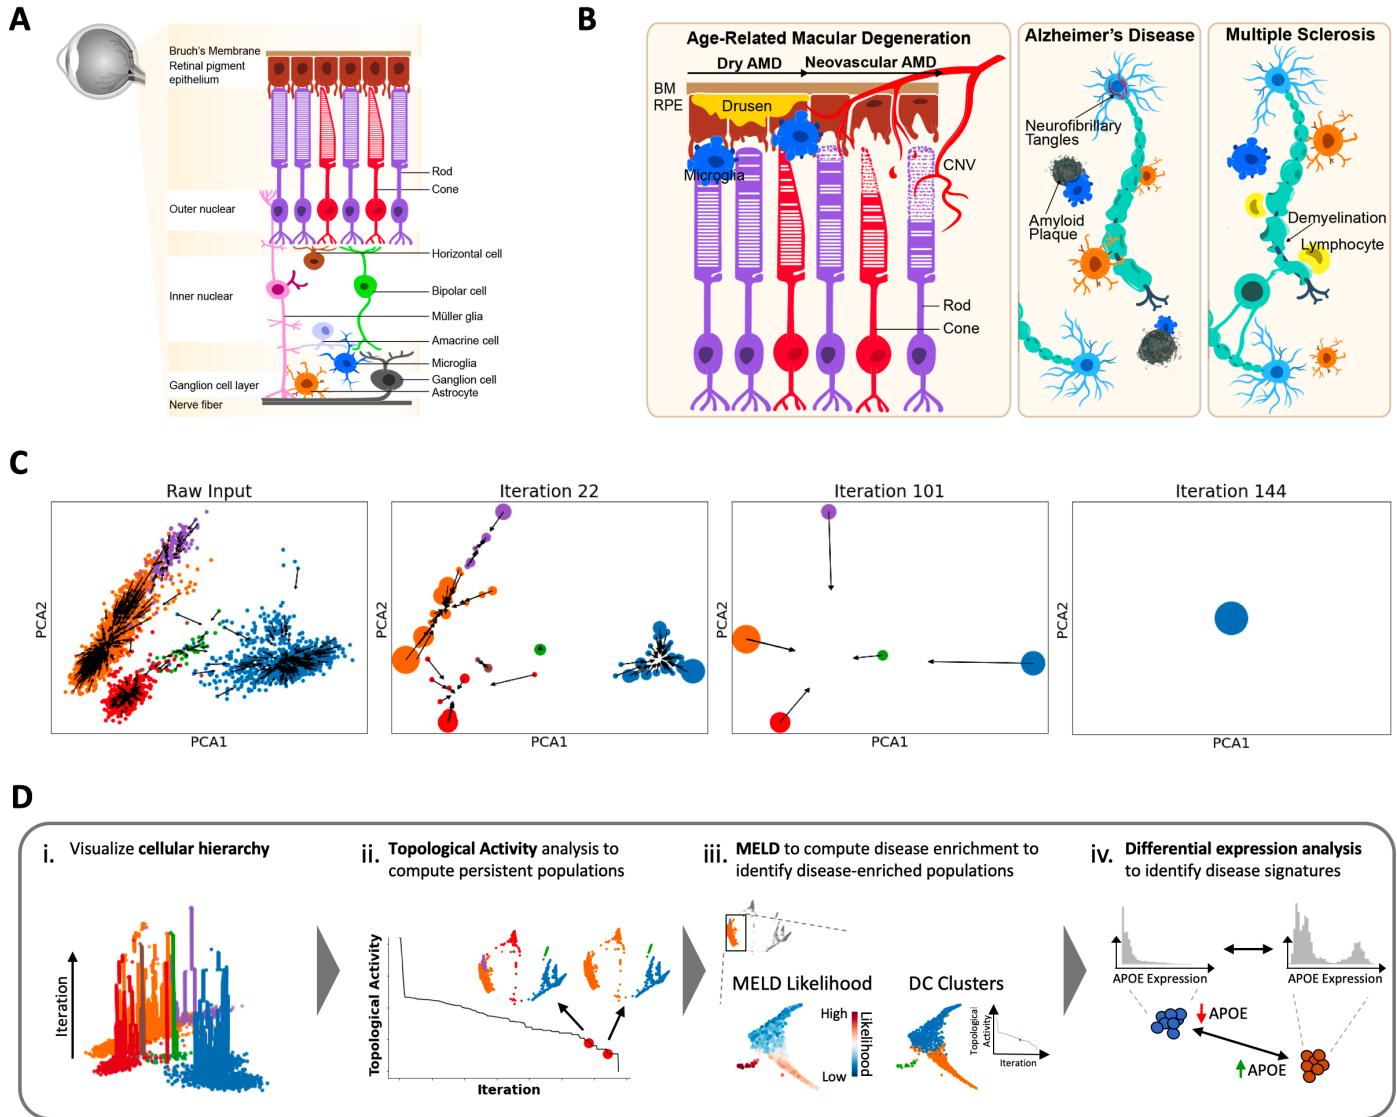 A
Bruch's Membrane
Retinal pigment
epithelium
Rod
Cone
Outer nuclear
Horizontal cell
Inner nuclear
Bipolar cell
Müller glia
Amacrine cell
Microglia
Ganglion cell layer
Ganglion cell
Astrocyte
Nerve fiber
B
Age-Related Macular Degeneration
Dry AMD
Neovascular AMD
BM
RPE
Drusen
Microglia
CNV
Rod
Cone
Alzheimer's Disease
Neurofibrillary
Tangles
Amyloid
Plaque
Multiple Sclerosis
Demyelination
Lymphocyte
C
Raw Input
PCA2
PCA1
Iteration 22
PCA2
PCA1
Iteration 101
PCA2
PCA1
Iteration 144
PCA2
PCA1
D
i. Visualize cellular hierarchy
Iteration
ii. Topological Activity analysis to
compute persistent populations
Topological Activity
Iteration
iii. MELD to compute disease enrichment to
identify disease-enriched populations
MELD Likelihood
High
Low
Likelihood
DC Clusters
Topological
Activity
Iteration
iv. Differential expression analysis
to identify disease signatures
APOE Expression
APOE Expression
APOE
APOE